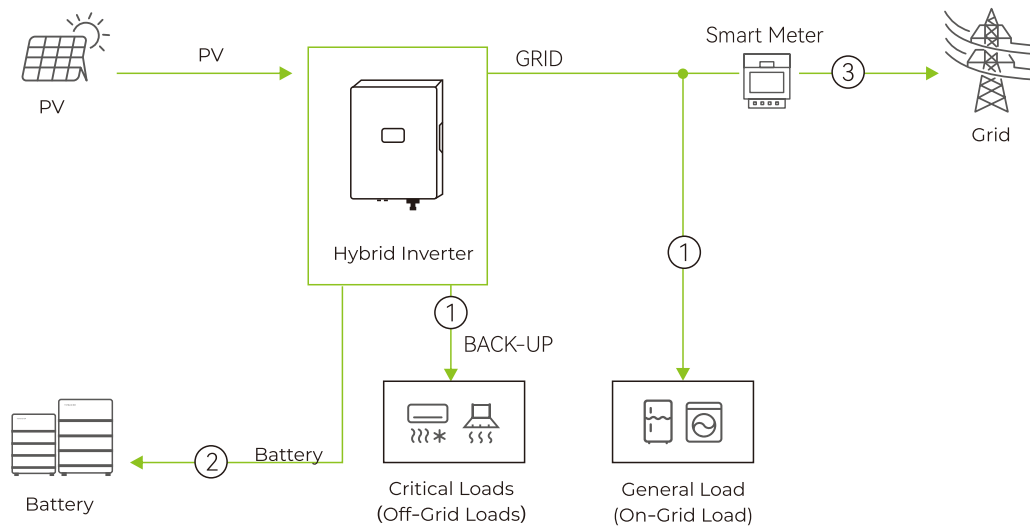 PV
PV
GRID
Smart Meter
3
Grid
Hybrid Inverter
1
1
BACK-UP
2
Battery
Battery
Critical Loads
(Off-Grid Loads)
General Load
(On-Grid Load)